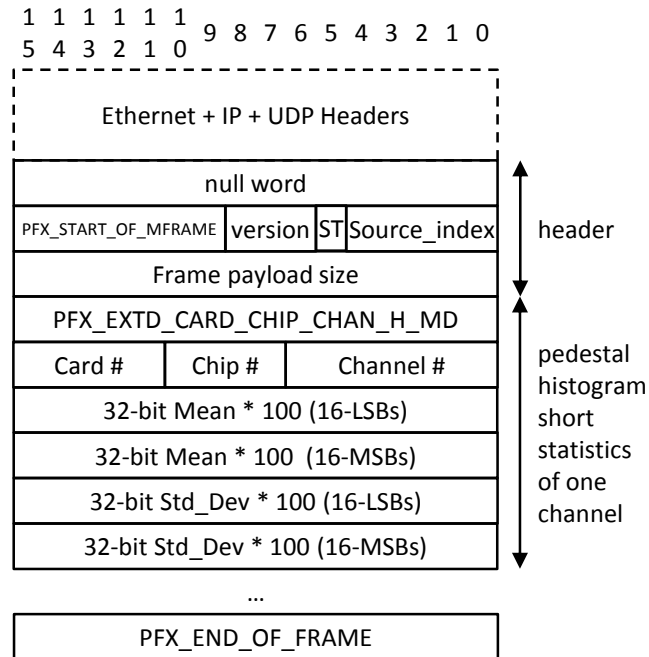 1 1 1 1 1 1 9 8 7 6 5 4 3 2 1 0
5 4 3 2 1 0
Ethernet + IP + UDP Headers
null word
PFX_START_OF_MFRAME version ST Source_index
header
Frame payload size
PFX_EXTD_CARD_CHIP_CHAN_H_MD
Card # Chip # Channel #
32-bit Mean * 100 (16-LSBs)
32-bit Mean * 100 (16-MSBs)
32-bit Std_Dev * 100 (16-LSBs)
32-bit Std_Dev * 100 (16-MSBs)
pedestal
histogram
short
statistics
of one
channel
...
PFX_END_OF_FRAME